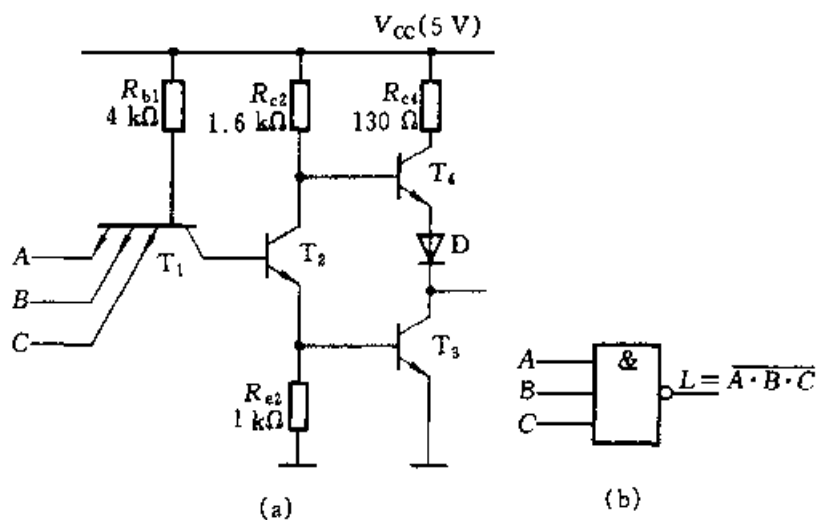 V_CC(5 V)
R_b1
4 kΩ
R_c2
1.6 kΩ
R_c4
130 Ω
T_4
D
A
T_1
T_2
B
C
T_3
R_e2
1 kΩ
(a)
A
B
C
&
L = \overline{A·B·C}
(b)